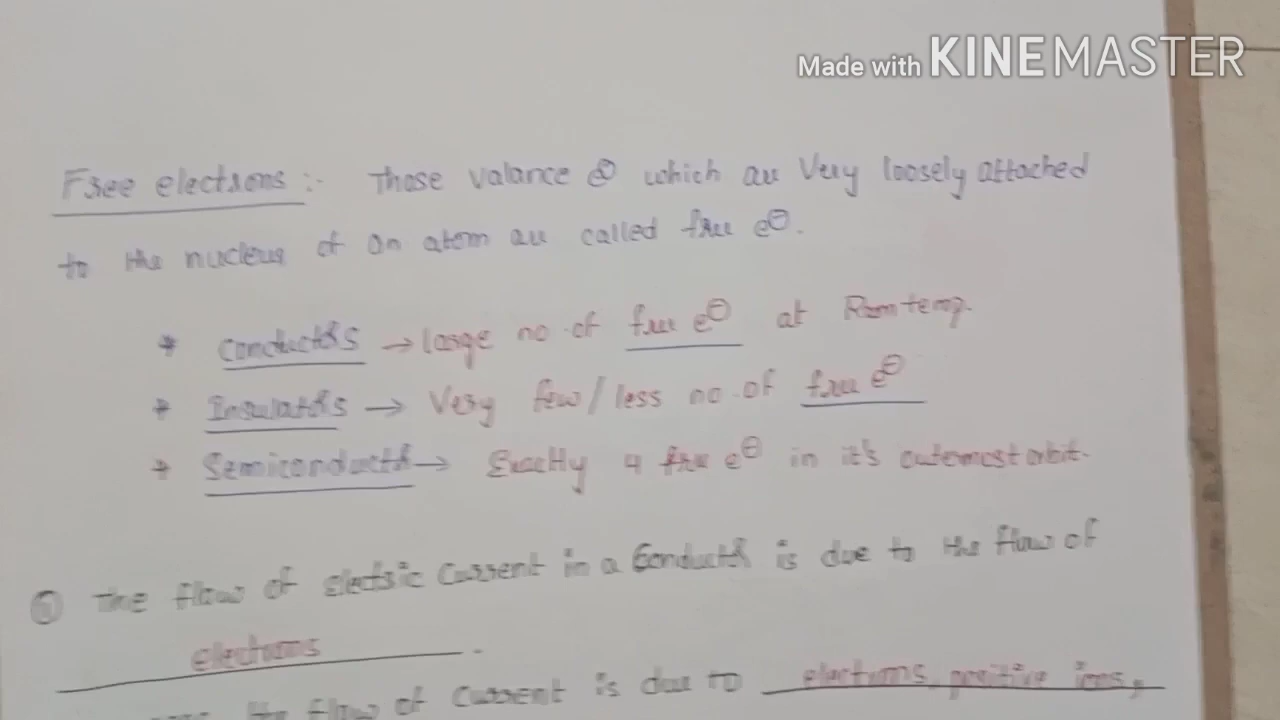 Made with KINEMASTER
Free electrons :- Those valance e⊖ which are Very loosely attached
to the nucleus of an atom are called free e⊖.
* Conductors → large no. of free e⊖ at Room temp.
* Insulators → Very few/less no. of free e⊖
* Semiconductor → Exactly 4 free e⊖ in it's outermost orbit.
The flow of electric current in a Conductor is due to the flow of
electrons.
the flow of current is due to electrons, positive ions,